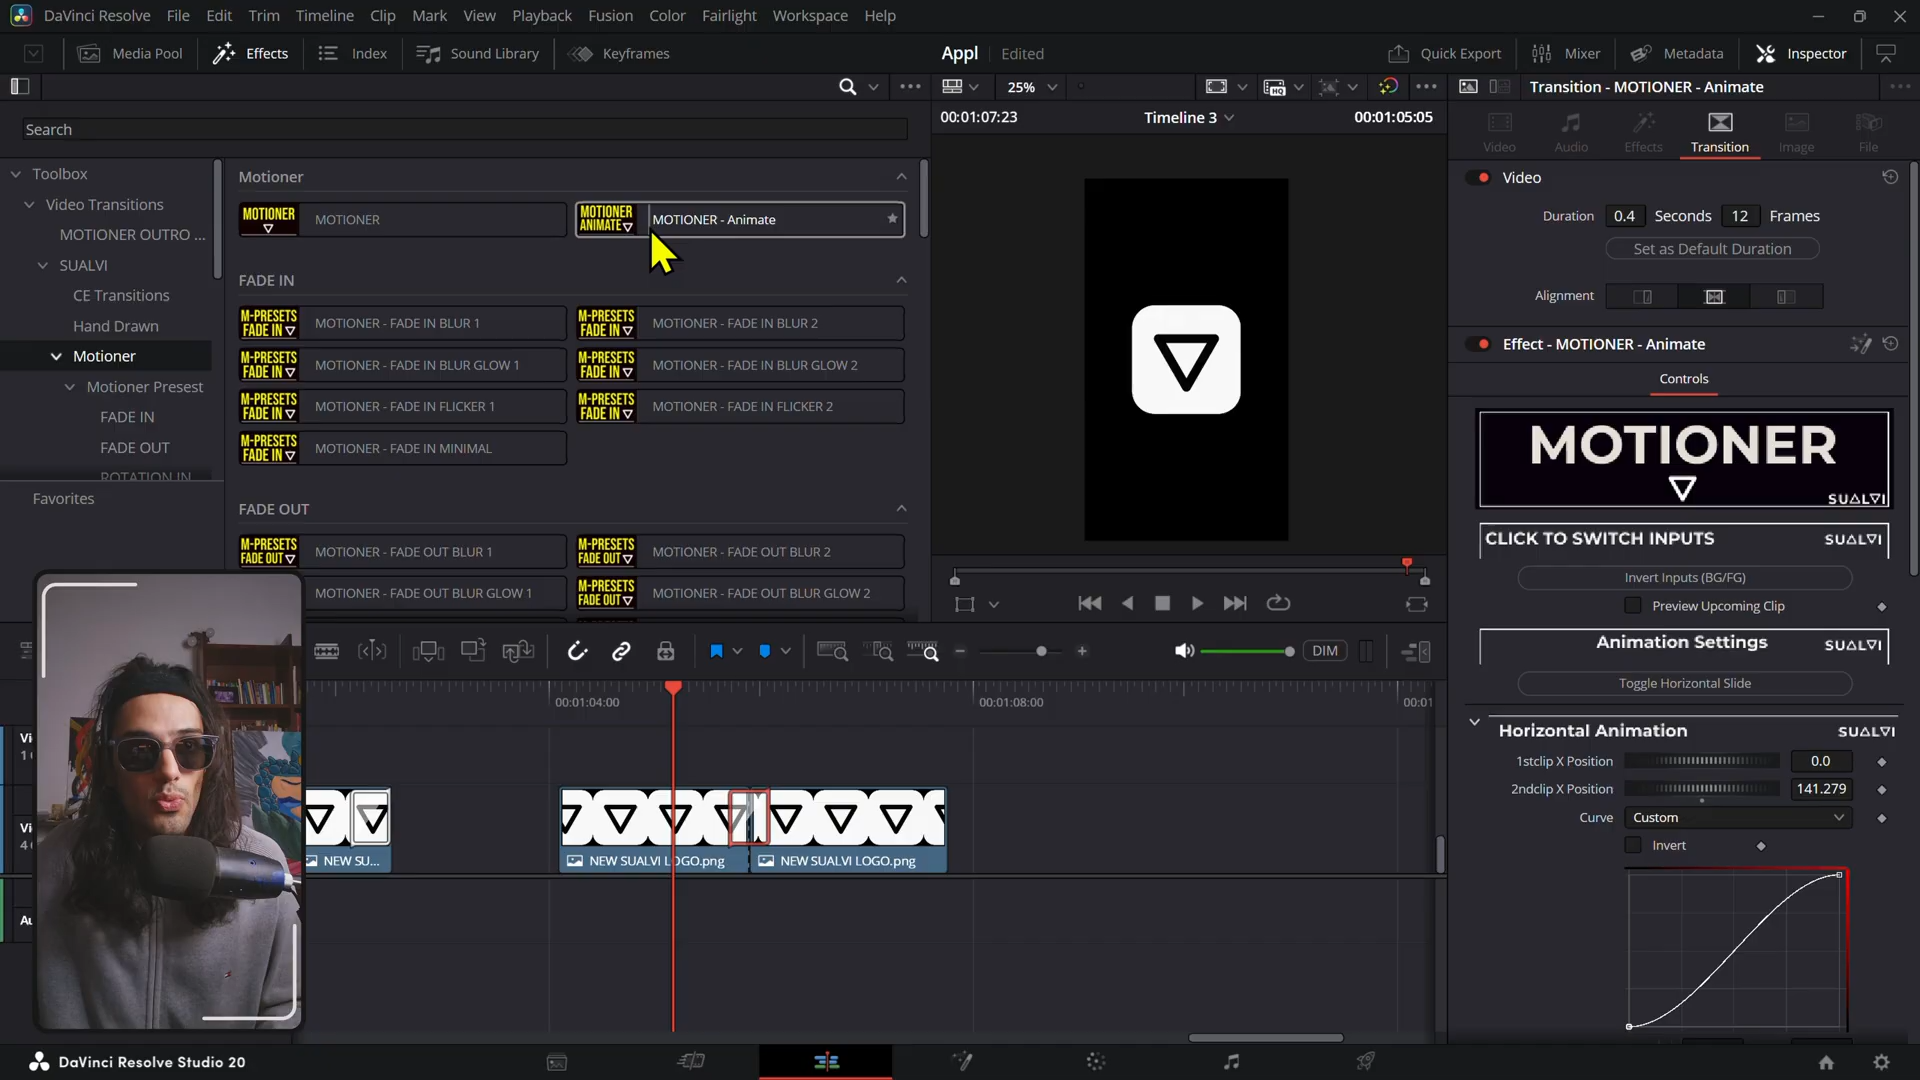 DaVinci Resolve File Edit Trim Timeline Clip Mark View Playback Fusion Color Fairlight Workspace Help
Media Pool Effects Index Sound Library Keyframes Appl Edited Quick Export Mixer Metadata Inspector
25% Transition - MOTIONER - Animate
00:01:07:23 Timeline 3 00:01:05:05
Search
Video Audio Effects Transition Image File
Toolbox
Video Transitions
MOTIONER OUTRO ...
SUALVI
CE Transitions
Hand Drawn
Motioner
Motioner Presest
FADE IN
FADE OUT
ROTATION IN
Favorites
Motioner
MOTIONER MOTIONER
MOTIONER ANIMATE MOTIONER - Animate
FADE IN
M-PRESETS FADE IN MOTIONER - FADE IN BLUR 1
M-PRESETS FADE IN MOTIONER - FADE IN BLUR 2
M-PRESETS FADE IN MOTIONER - FADE IN BLUR GLOW 1
M-PRESETS FADE IN MOTIONER - FADE IN BLUR GLOW 2
M-PRESETS FADE IN MOTIONER - FADE IN FLICKER 1
M-PRESETS FADE IN MOTIONER - FADE IN FLICKER 2
M-PRESETS FADE IN MOTIONER - FADE IN MINIMAL
FADE OUT
M-PRESETS FADE OUT MOTIONER - FADE OUT BLUR 1
M-PRESETS FADE OUT MOTIONER - FADE OUT BLUR 2
MOTIONER - FADE OUT BLUR GLOW 1
M-PRESETS FADE OUT MOTIONER - FADE OUT BLUR GLOW 2
Video
Duration 0.4 Seconds 12 Frames
Set as Default Duration
Alignment
Effect - MOTIONER - Animate
Controls
MOTIONER
SUALVI
CLICK TO SWITCH INPUTS SUALVI
Invert Inputs (BG/FG)
Preview Upcoming Clip
Animation Settings SUALVI
Toggle Horizontal Slide
Horizontal Animation SUALVI
1stclip X Position 0.0
2ndclip X Position 141.279
Curve Custom
Invert
DIM
00:01:04:00 00:01:08:00 00:01
Vi
1
Vi
4
Au
NEW SU... NEW SUALVI LOGO.png NEW SUALVI LOGO.png
DaVinci Resolve Studio 20